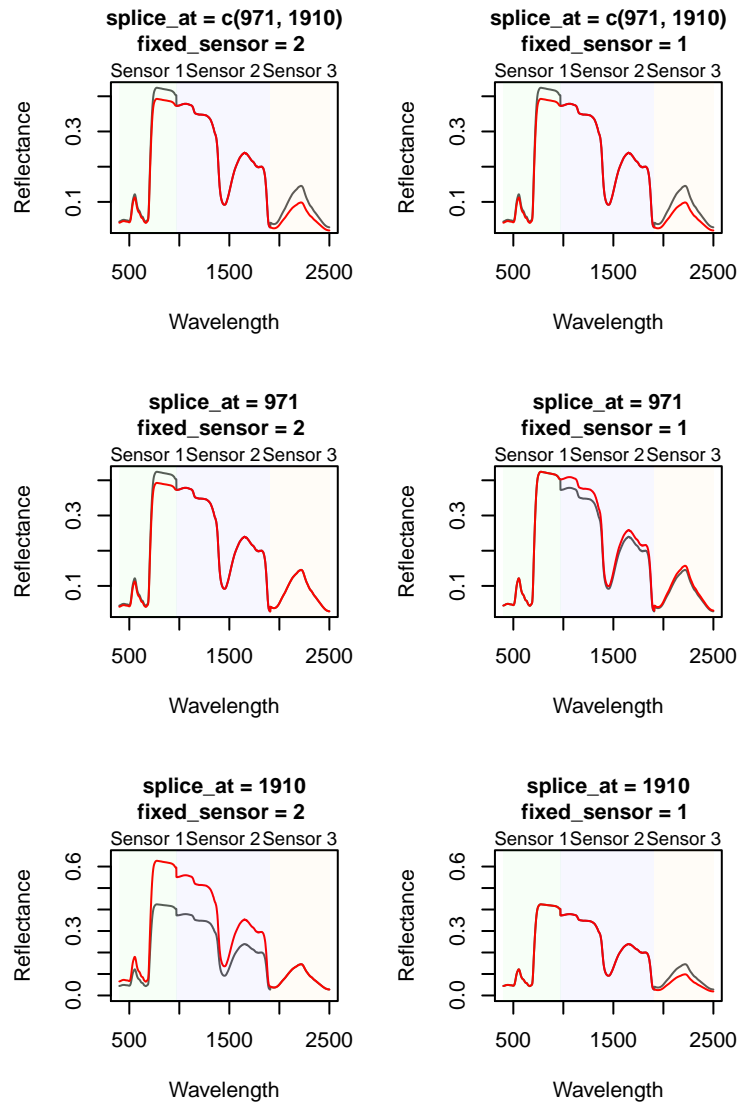 splice_at = c(971, 1910)
fixed_sensor = 2
Sensor 1 Sensor 2 Sensor 3
Reflectance
0.3
0.1
500 1500 2500
Wavelength
splice_at = c(971, 1910)
fixed_sensor = 1
Sensor 1 Sensor 2 Sensor 3
Reflectance
0.3
0.1
500 1500 2500
Wavelength
splice_at = 971
fixed_sensor = 2
Sensor 1 Sensor 2 Sensor 3
Reflectance
0.3
0.1
500 1500 2500
Wavelength
splice_at = 971
fixed_sensor = 1
Sensor 1 Sensor 2 Sensor 3
Reflectance
0.3
0.1
500 1500 2500
Wavelength
splice_at = 1910
fixed_sensor = 2
Sensor 1 Sensor 2 Sensor 3
Reflectance
0.6
0.3
0.0
500 1500 2500
Wavelength
splice_at = 1910
fixed_sensor = 1
Sensor 1 Sensor 2 Sensor 3
Reflectance
0.6
0.3
0.0
500 1500 2500
Wavelength